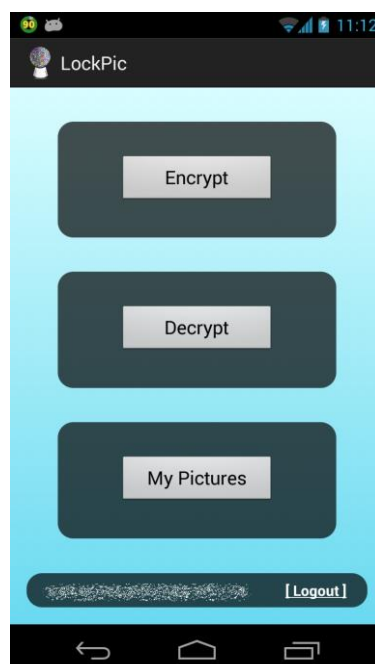 90 11:12
LockPic
Encrypt
Decrypt
My Pictures
[Logout]